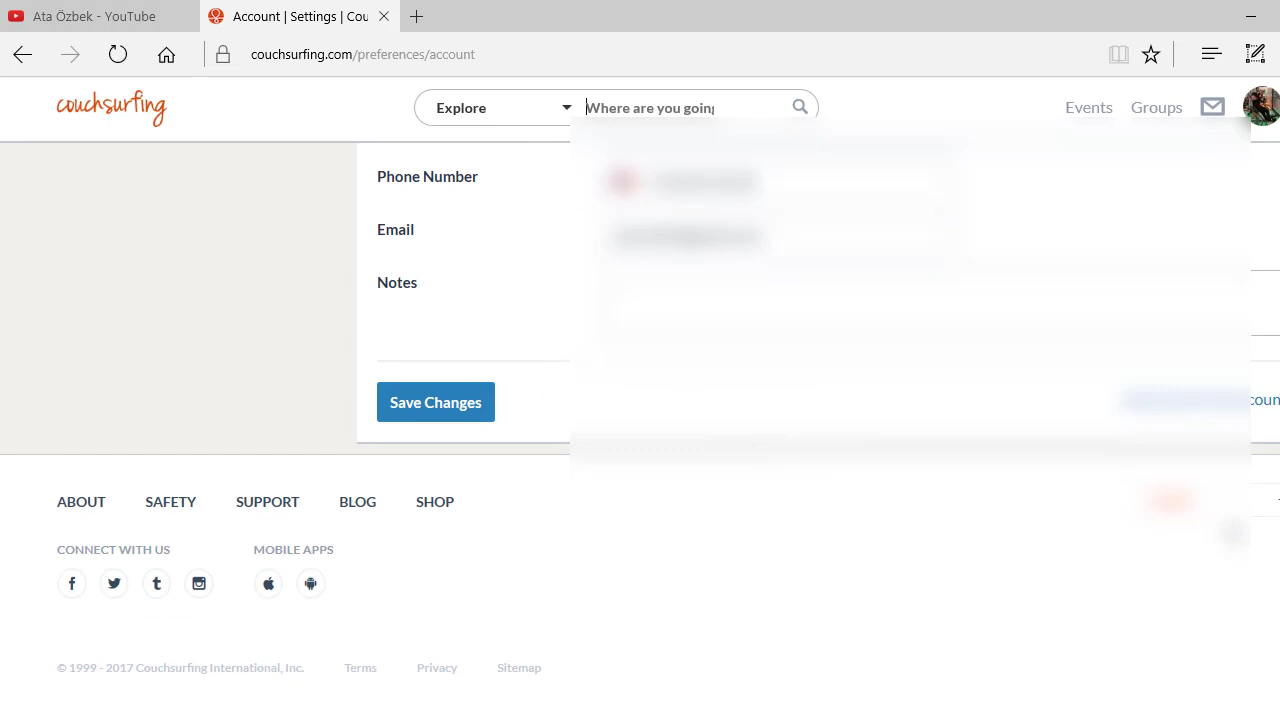 Ata Özbek - YouTube
Account | Settings | Cou
couchsurfing.com/preferences/account
couchsurfing
Explore
Where are you going
Events
Groups
Phone Number
Email
Notes
Save Changes
ABOUT
SAFETY
SUPPORT
BLOG
SHOP
CONNECT WITH US
MOBILE APPS
© 1999 - 2017 Couchsurfing International, Inc.
Terms
Privacy
Sitemap